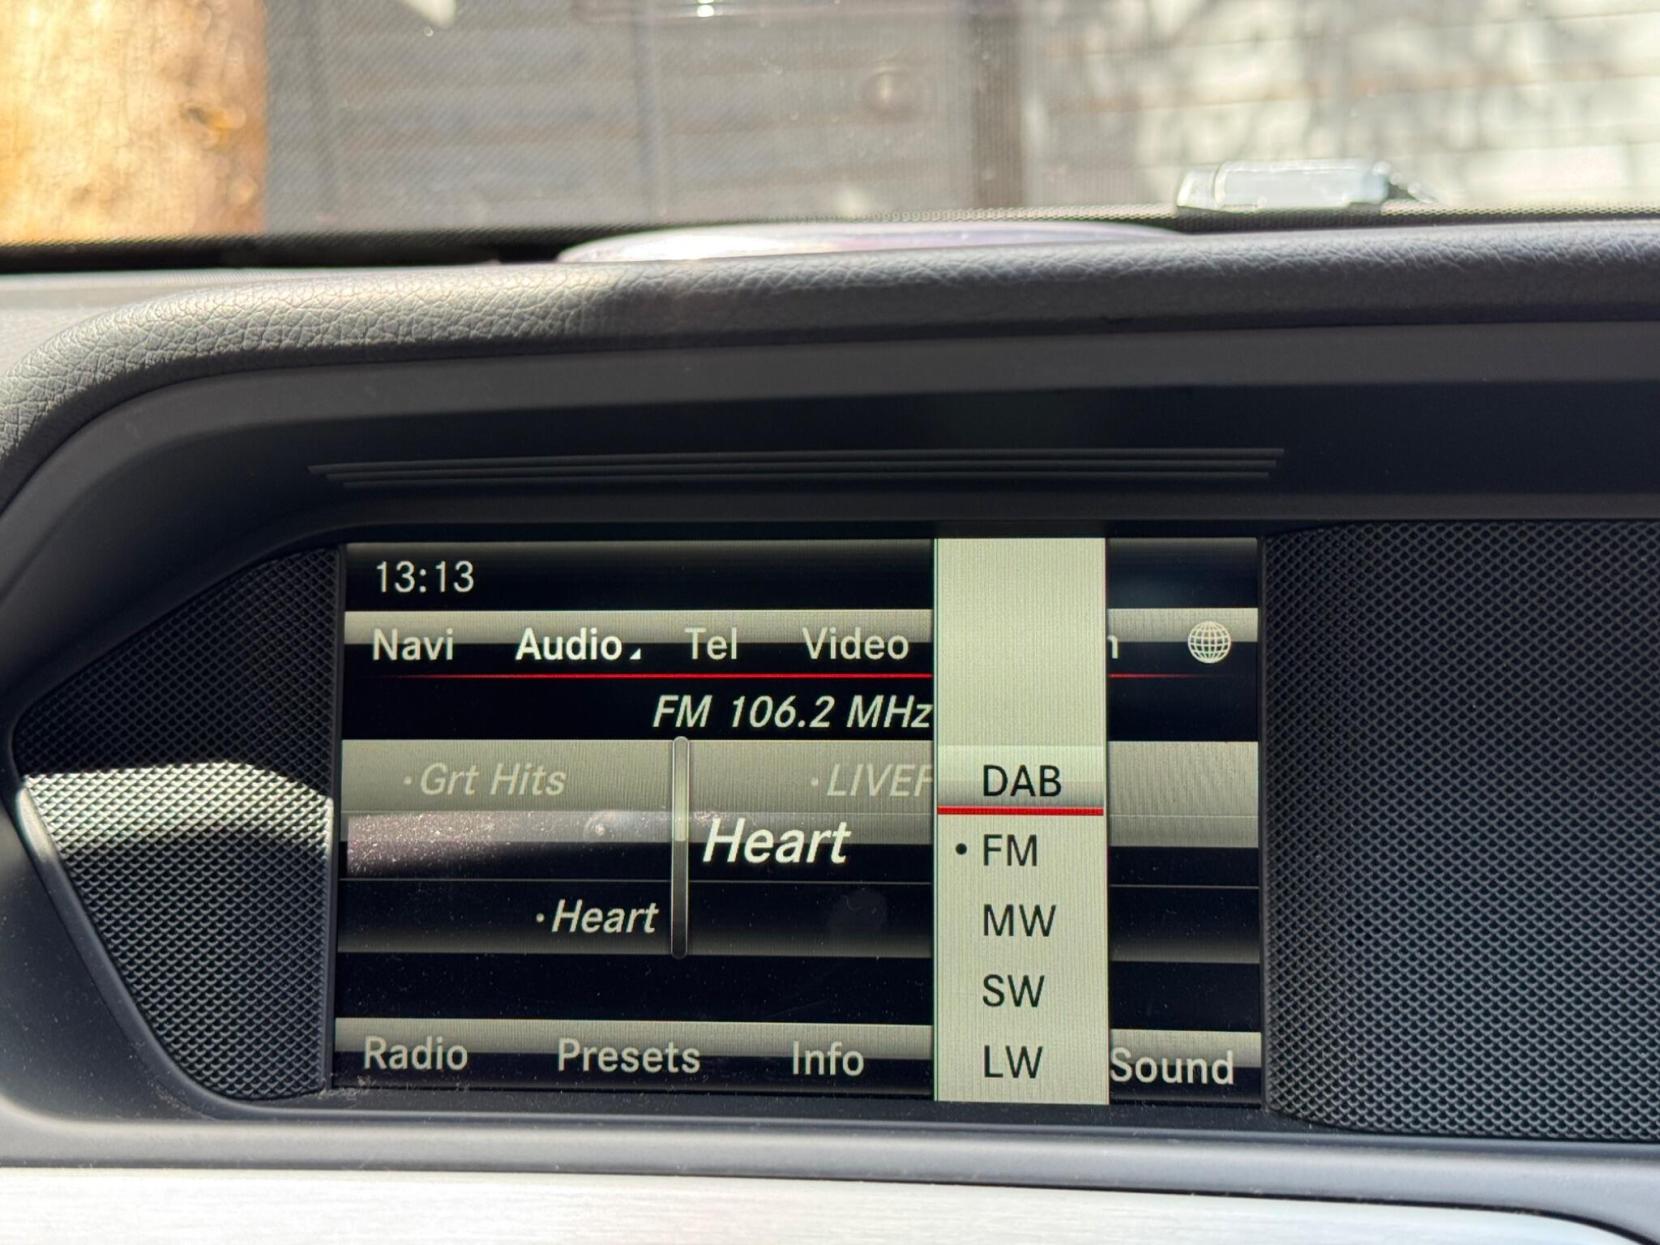 13:13
Navi Audio Tel Video n
FM 106.2 MHz
·Grt Hits ·LIVEF
Heart
·Heart
Radio Presets Info Sound
DAB
• FM
MW
SW
LW